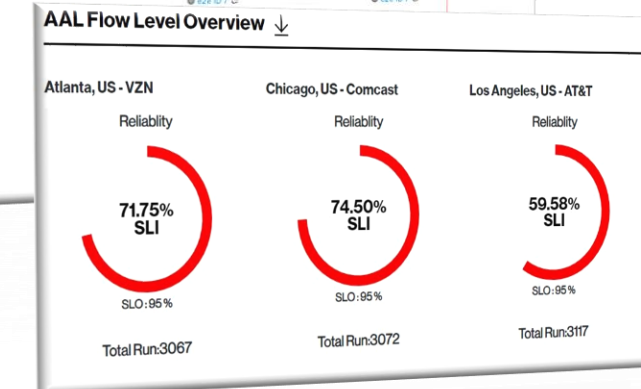 AAL Flow Level Overview
Atlanta, US - VZN
Reliablity
71.75%
SLI
SLO:95%
Total Run:3067
Chicago, US - Comcast
Reliablity
74.50%
SLI
SLO:95%
Total Run:3072
Los Angeles, US - AT&T
Reliablity
59.58%
SLI
SLO:95%
Total Run:3117